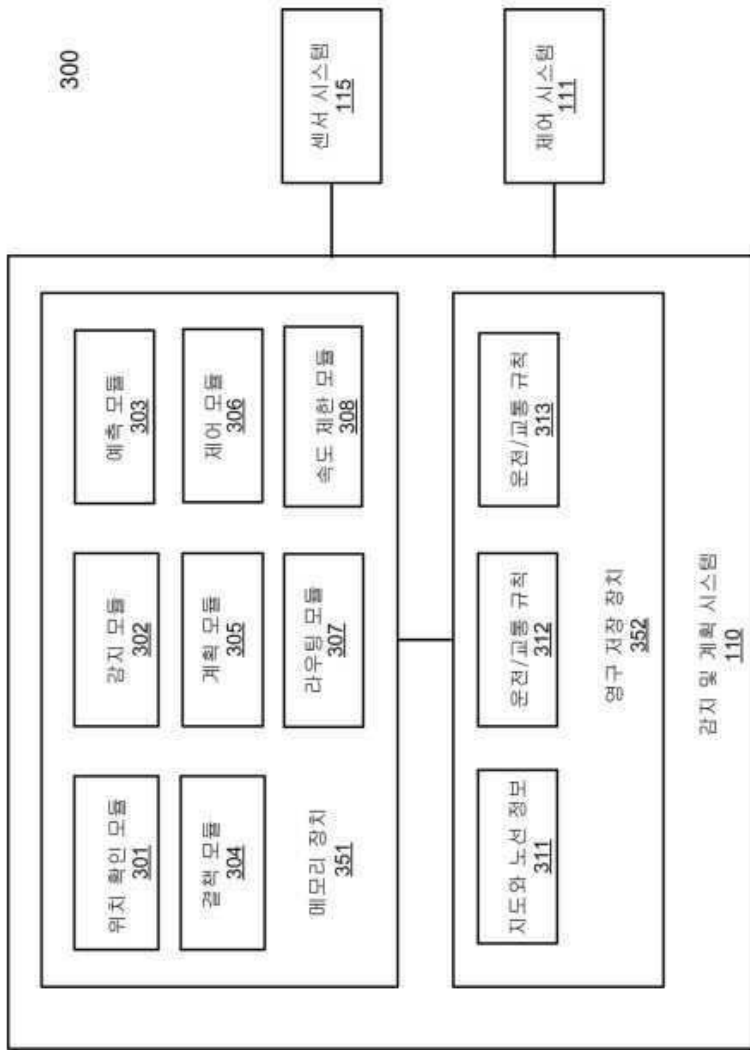 300
위치 확인 모듈
301
감지 모듈
302
예측 모듈
303
결책 모듈
304
계획 모듈
305
제어 모듈
306
메모리 장치
351
라우팅 모듈
307
속도 제한 모듈
308
센서 시스템
115
지도와 노선 정보
311
운전/교통 규칙
312
운전/교통 규칙
313
영구 저장 장치
352
제어 시스템
111
감지 및 계획 시스템
110